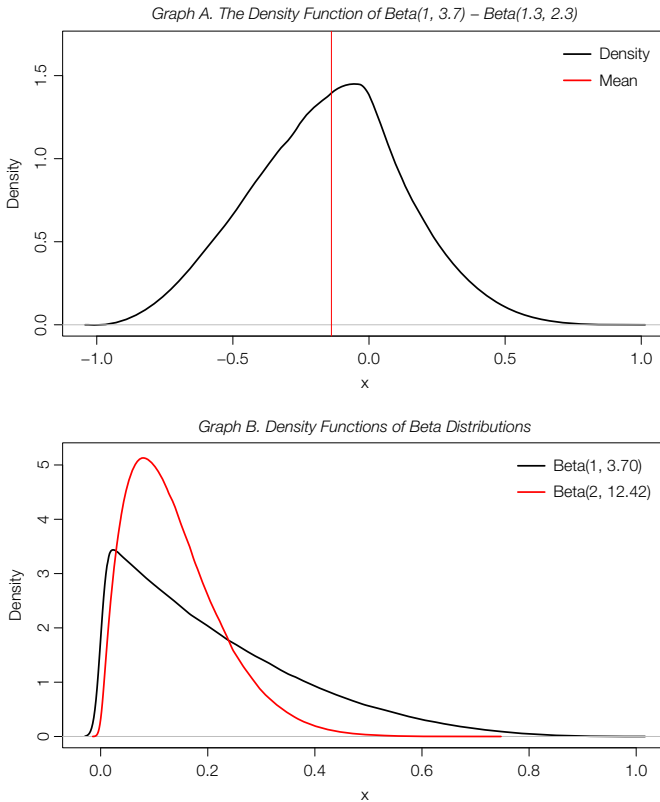 Graph A. The Density Function of Beta(1, 3.7) – Beta(1.3, 2.3)
Density
Mean
1.5
1.0
0.5
0.0
Density
−1.0 −0.5 0.0 0.5 1.0
x
Graph B. Density Functions of Beta Distributions
Beta(1, 3.70)
Beta(2, 12.42)
5
4
3
2
1
0
Density
0.0 0.2 0.4 0.6 0.8 1.0
x